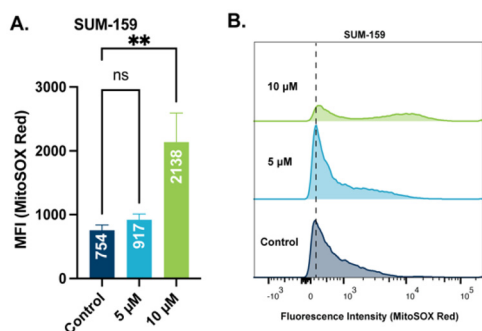 A.
SUM-159
**
ns
MFI (MitoSOX Red)
3000
2000
1000
0
754
917
2138
Control
5 µM
10 µM
B.
SUM-159
10 µM
5 µM
Control
-10³
0
10³
10⁴
10⁵
Fluorescence Intensity (MitoSOX Red)